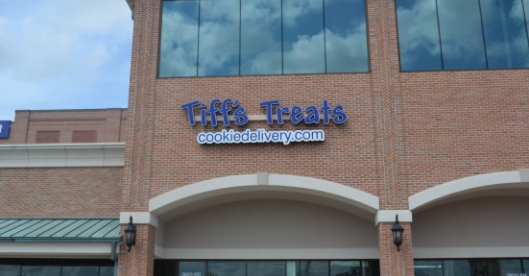 Tiff's Treats
cookiedelivery.com